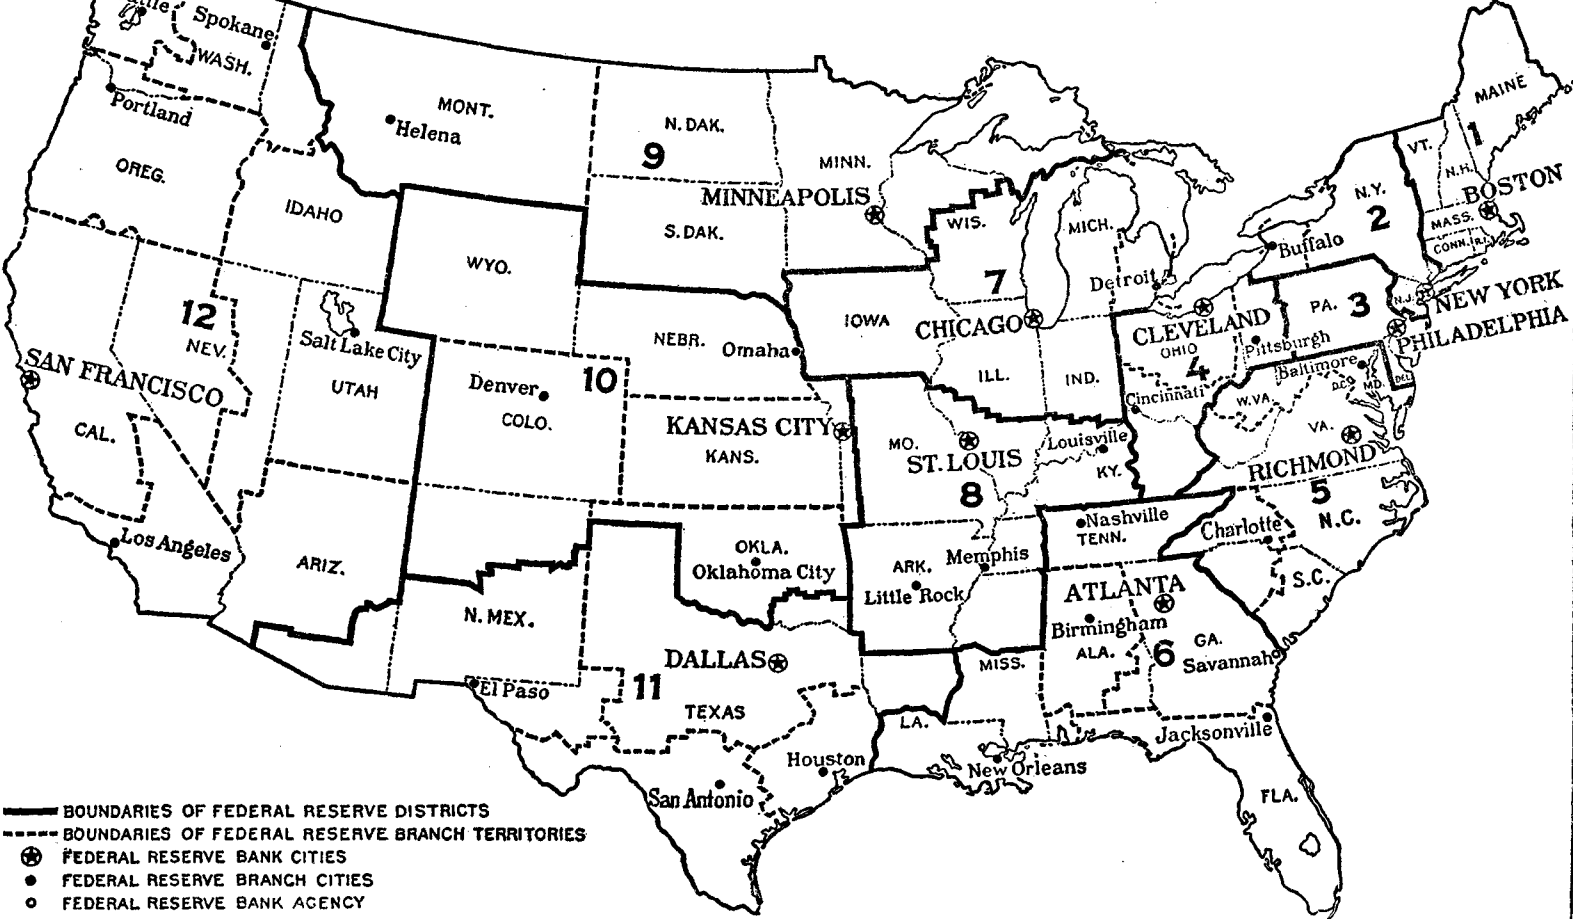 Spokane
WASH.
Portland
OREG.
MONT.
Helena
IDAHO
N. DAK.
9
S. DAK.
MINN.
MINNEAPOLIS
WYO.
WIS.
7
MICH.
Detroit
MAINE
1
VT.
N.H.
BOSTON
MASS.
CONN.
R.I.
N.Y.
2
Buffalo
NEW YORK
N.J.
PA.
3
PHILADELPHIA
Pittsburgh
CLEVELAND
OHIO
4
Cincinnati
Baltimore
D.C.
MD.
DEL.
W.VA.
VA.
RICHMOND
5
12
NEV.
SAN FRANCISCO
CAL.
Los Angeles
Salt Lake City
UTAH
ARIZ.
Denver
COLO.
10
NEBR.
Omaha
KANSAS CITY
KANS.
IOWA
CHICAGO
ILL.
IND.
MO.
ST. LOUIS
8
Louisville
KY.
Nashville
TENN.
Charlotte
N.C.
S.C.
OKLA.
Oklahoma City
ARK.
Little Rock
Memphis
ATLANTA
Birmingham
ALA.
6
GA.
Savannah
N. MEX.
El Paso
DALLAS
11
TEXAS
Houston
San Antonio
MISS.
LA.
New Orleans
Jacksonville
FLA.
BOUNDARIES OF FEDERAL RESERVE DISTRICTS
BOUNDARIES OF FEDERAL RESERVE BRANCH TERRITORIES
FEDERAL RESERVE BANK CITIES
FEDERAL RESERVE BRANCH CITIES
FEDERAL RESERVE BANK AGENCY